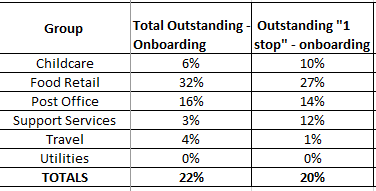 Group Total Outstanding - Onboarding Outstanding "1 stop" - onboarding
Childcare 6% 10%
Food Retail 32% 27%
Post Office 16% 14%
Support Services 3% 12%
Travel 4% 1%
Utilities 0% 0%
TOTALS 22% 20%